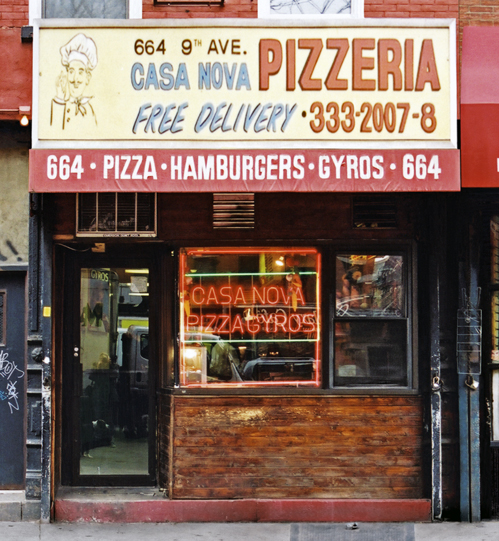 664 9TH AVE.
CASA NOVA
PIZZERIA
FREE DELIVERY • 333-2007-8
664 • PIZZA • HAMBURGERS • GYROS • 664
CASA NOVA
PIZZA GYROS